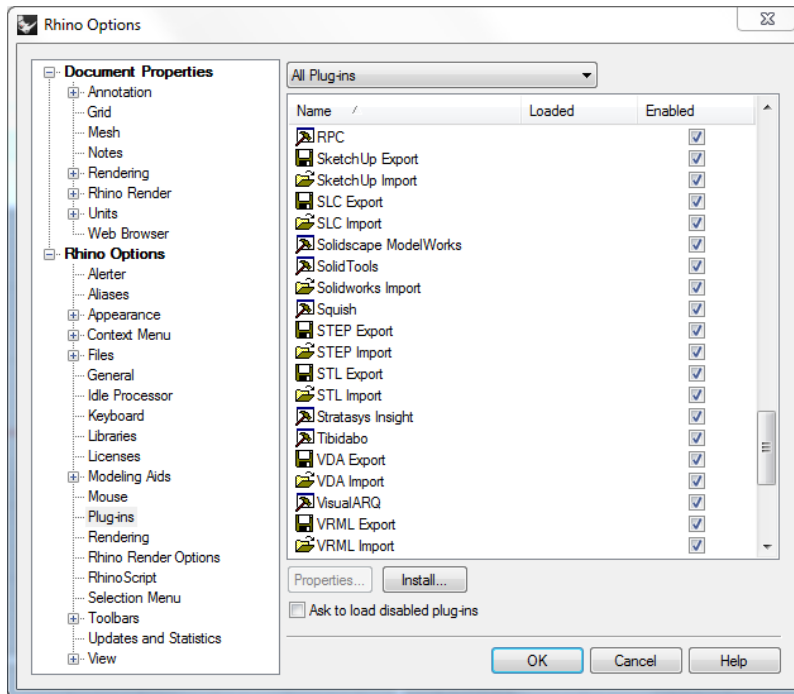 Rhino Options
Document Properties
Annotation
Grid
Mesh
Notes
Rendering
Rhino Render
Units
Web Browser
Rhino Options
Alerter
Aliases
Appearance
Context Menu
Files
General
Idle Processor
Keyboard
Libraries
Licenses
Modeling Aids
Mouse
Plug-ins
Rendering
Rhino Render Options
RhinoScript
Selection Menu
Toolbars
Updates and Statistics
View
All Plug-ins
Name Loaded Enabled
RPC
SketchUp Export
SketchUp Import
SLC Export
SLC Import
Solidscape ModelWorks
SolidTools
Solidworks Import
Squish
STEP Export
STEP Import
STL Export
STL Import
Stratasys Insight
Tibidabo
VDA Export
VDA Import
VisualARQ
VRML Export
VRML Import
Properties... Install...
Ask to load disabled plug-ins
OK Cancel Help